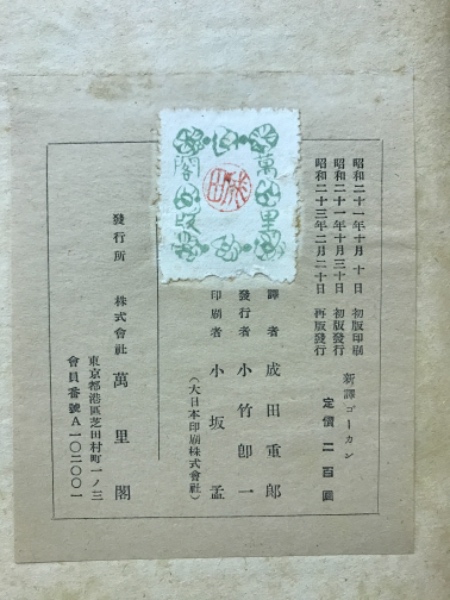 昭和二十一年十月十日　初版印刷
昭和二十一年十月三十日　初版發行
昭和二十三年二月二十日　再版發行
新譯ゴーカン
定價二百圓
譯者　成田重郎
發行者　小竹卽一
印刷者　小坂孟
（大日本印刷株式會社）
發行所　株式會社　萬里閣
東京都港區芝田村町一ノ三
會員番號A一〇二〇〇一
萬里
閣版